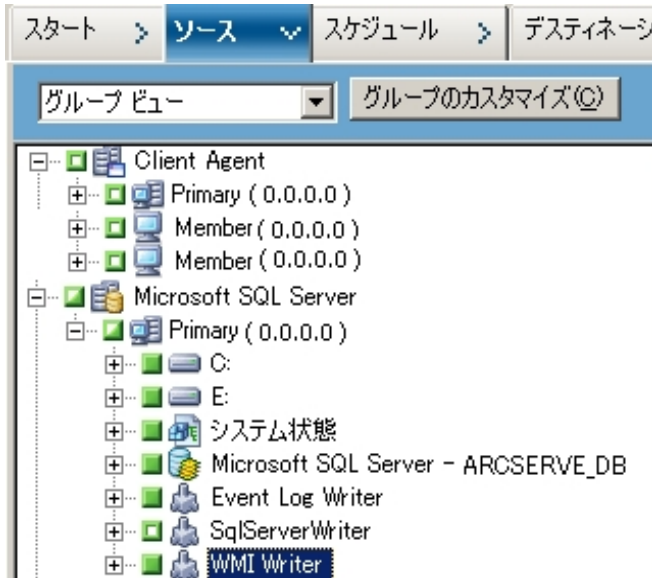 スタート > ソース スケジュール > デスティネーシ
グループ ビュー グループのカスタマイズ(C)
Client Agent
Primary ( 0.0.0.0 )
Member ( 0.0.0.0 )
Member ( 0.0.0.0 )
Microsoft SQL Server
Primary ( 0.0.0.0 )
C:
E:
システム状態
Microsoft SQL Server - ARCSERVE_DB
Event Log Writer
SqlServerWriter
WMI Writer